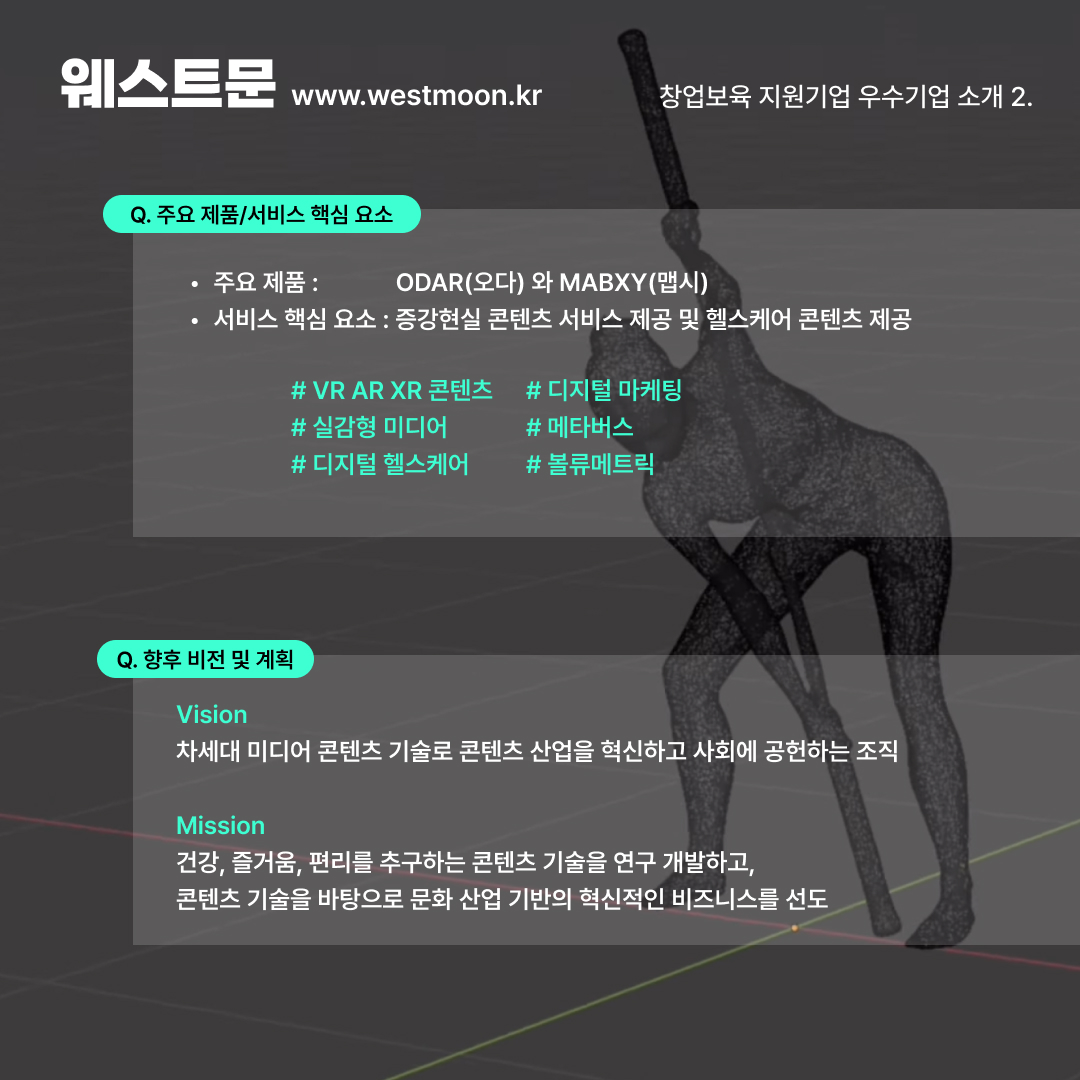 웨스트문 www.westmoon.kr
창업보육 지원기업 우수기업 소개 2.
Q. 주요 제품/서비스 핵심 요소
• 주요 제품 : ODAR(오다) 와 MABXY(맵시)
• 서비스 핵심 요소 : 증강현실 콘텐츠 서비스 제공 및 헬스케어 콘텐츠 제공
# VR AR XR 콘텐츠 # 디지털 마케팅
# 실감형 미디어 # 메타버스
# 디지털 헬스케어 # 볼류메트릭
Q. 향후 비전 및 계획
Vision
차세대 미디어 콘텐츠 기술로 콘텐츠 산업을 혁신하고 사회에 공헌하는 조직
Mission
건강, 즐거움, 편리를 추구하는 콘텐츠 기술을 연구 개발하고,
콘텐츠 기술을 바탕으로 문화 산업 기반의 혁신적인 비즈니스를 선도